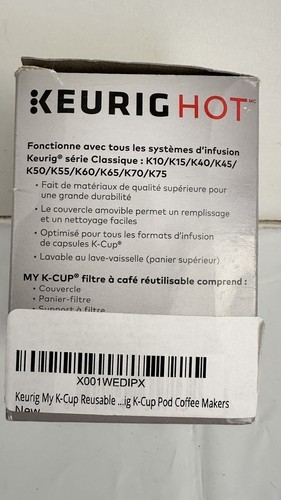 KEURIG HOT MC
Fonctionne avec tous les systèmes d'infusion
Keurig® série Classique : K10/K15/K40/K45/
K50/K55/K60/K65/K70/K75
• Fait de matériaux de qualité supérieure pour
une grande durabilité
• Le couvercle amovible permet un remplissage
et un nettoyage faciles
• Optimisé pour tous les formats d'infusion
de capsules K-Cup®
• Lavable au lave-vaisselle (panier supérieur)
MY K-CUP® filtre à café réutilisable comprend :
• Couvercle
• Panier-filtre
• Support à filtre
X001WEDIPX
Keurig My K-Cup Reusable ...ig K-Cup Pod Coffee Makers
New